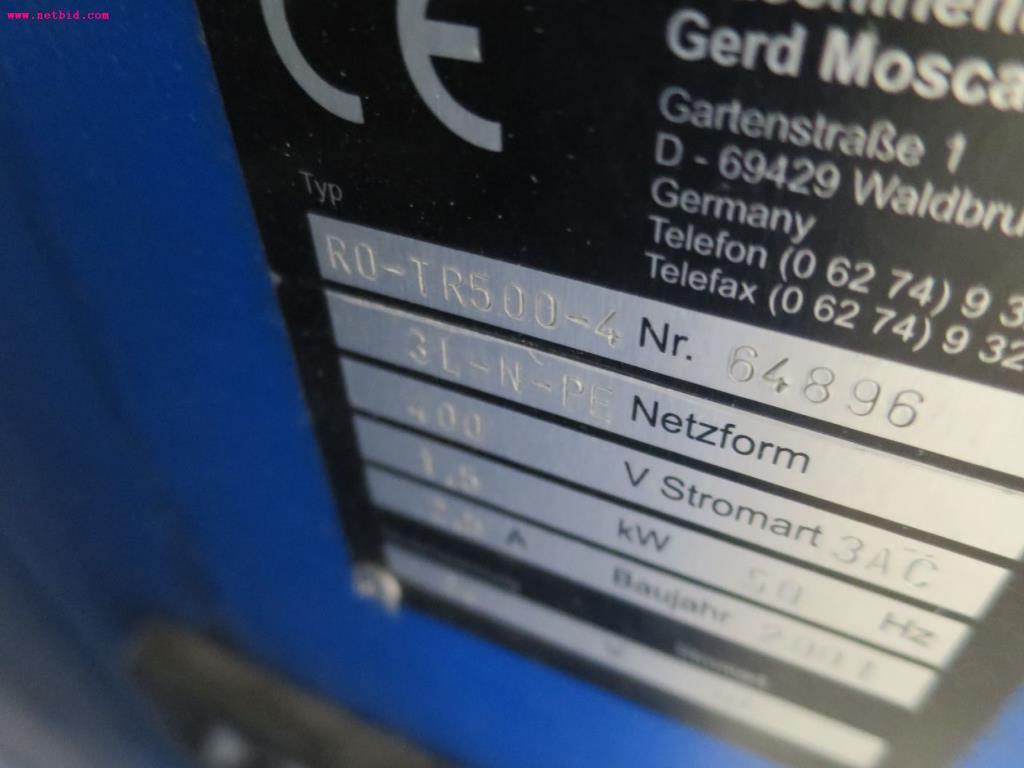 www.netbid.com
CE
Gerd Mosca
Gartenstraße 1
D - 69429 Waldbru
Germany
Telefon (0 62 74) 9 3
Telefax (0 62 74) 9 32
Typ
RO-TR500-4 Nr. 64896
3L-N-PE Netzform
400 V Stromart 3AC
1,5 kW 50 Hz
A Baujahr
V